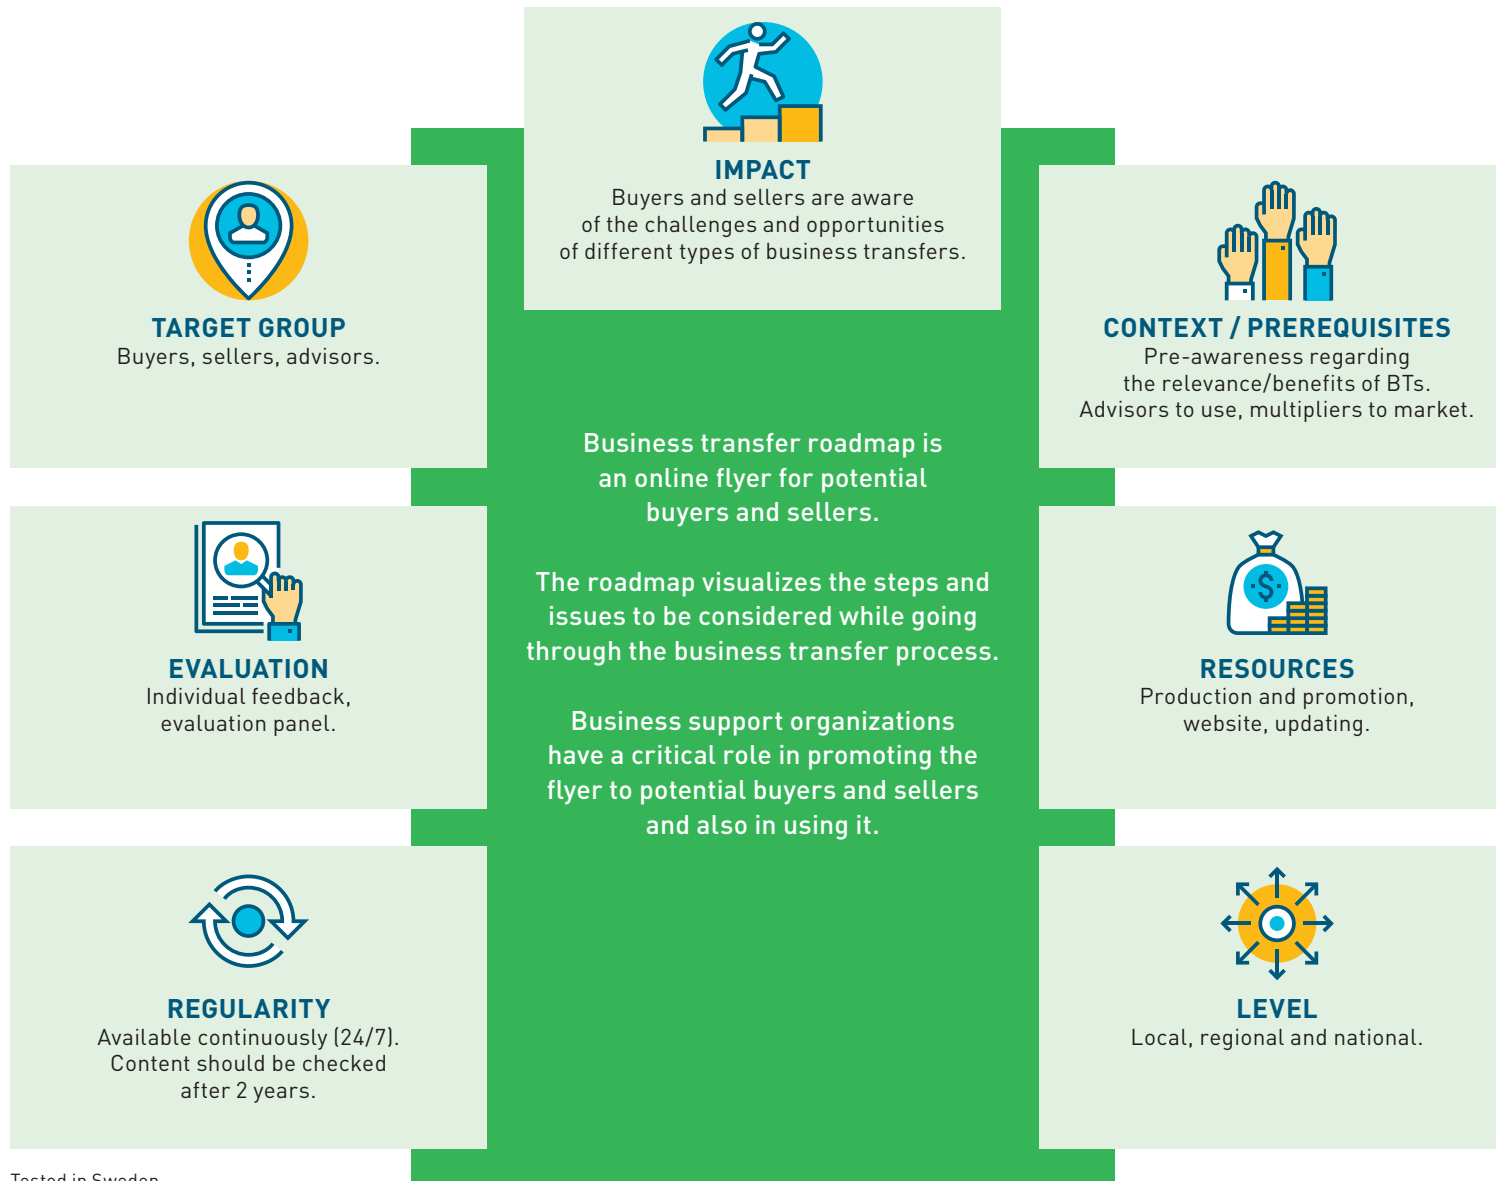 IMPACT
Buyers and sellers are aware
of the challenges and opportunities
of different types of business transfers.
TARGET GROUP
Buyers, sellers, advisors.
CONTEXT / PREREQUISITES
Pre-awareness regarding
the relevance/benefits of BTs.
Advisors to use, multipliers to market.
Business transfer roadmap is
an online flyer for potential
buyers and sellers.
The roadmap visualizes the steps and
issues to be considered while going
through the business transfer process.
Business support organizations
have a critical role in promoting the
flyer to potential buyers and sellers
and also in using it.
EVALUATION
Individual feedback,
evaluation panel.
$
RESOURCES
Production and promotion,
website, updating.
REGULARITY
Available continuously (24/7).
Content should be checked
after 2 years.
LEVEL
Local, regional and national.
Tested in Sweden